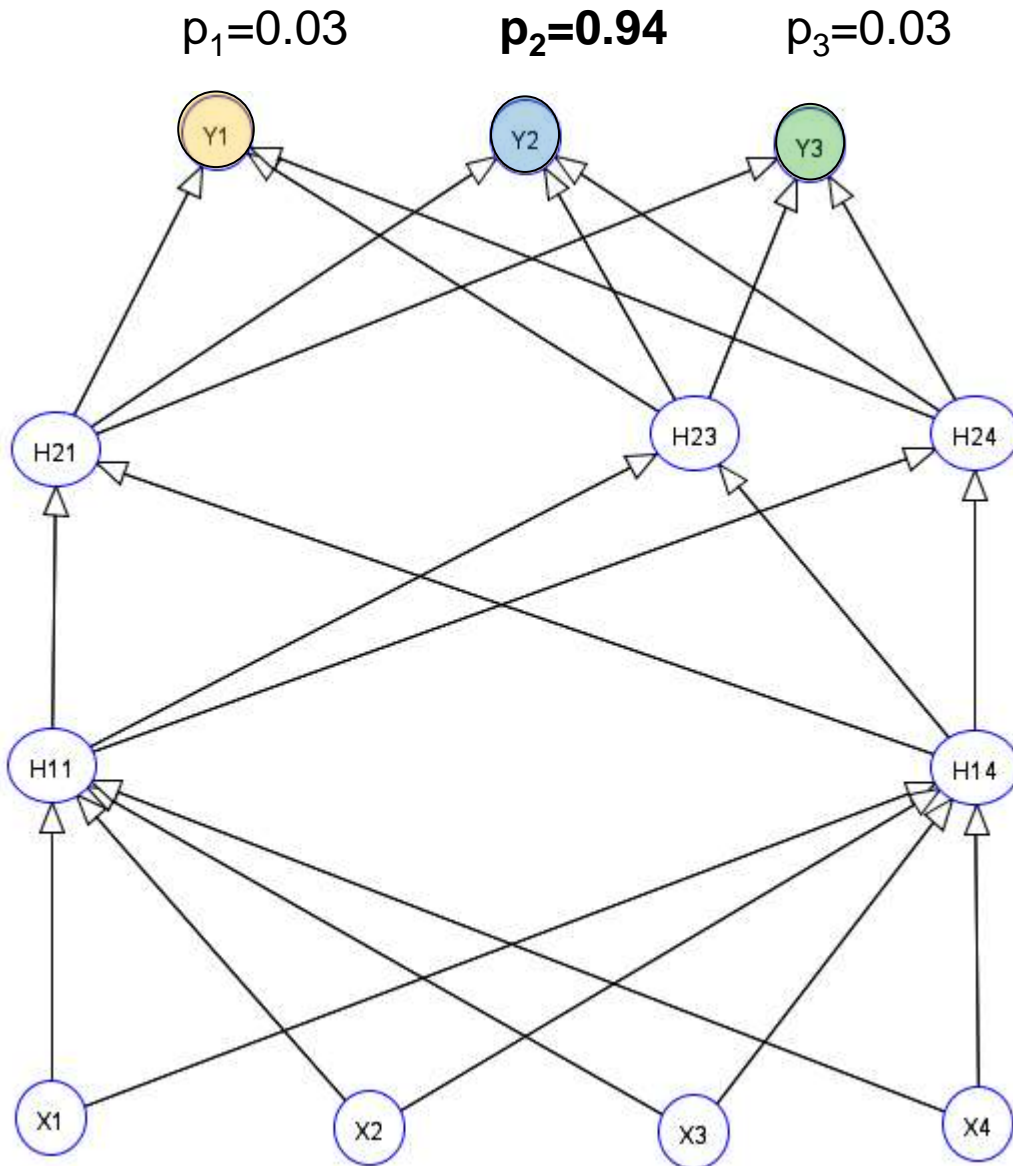 p₁=0.03 p₂=0.94 p₃=0.03
Y1 Y2 Y3
H21 H23 H24
H11 H14
X1 X2 X3 X4